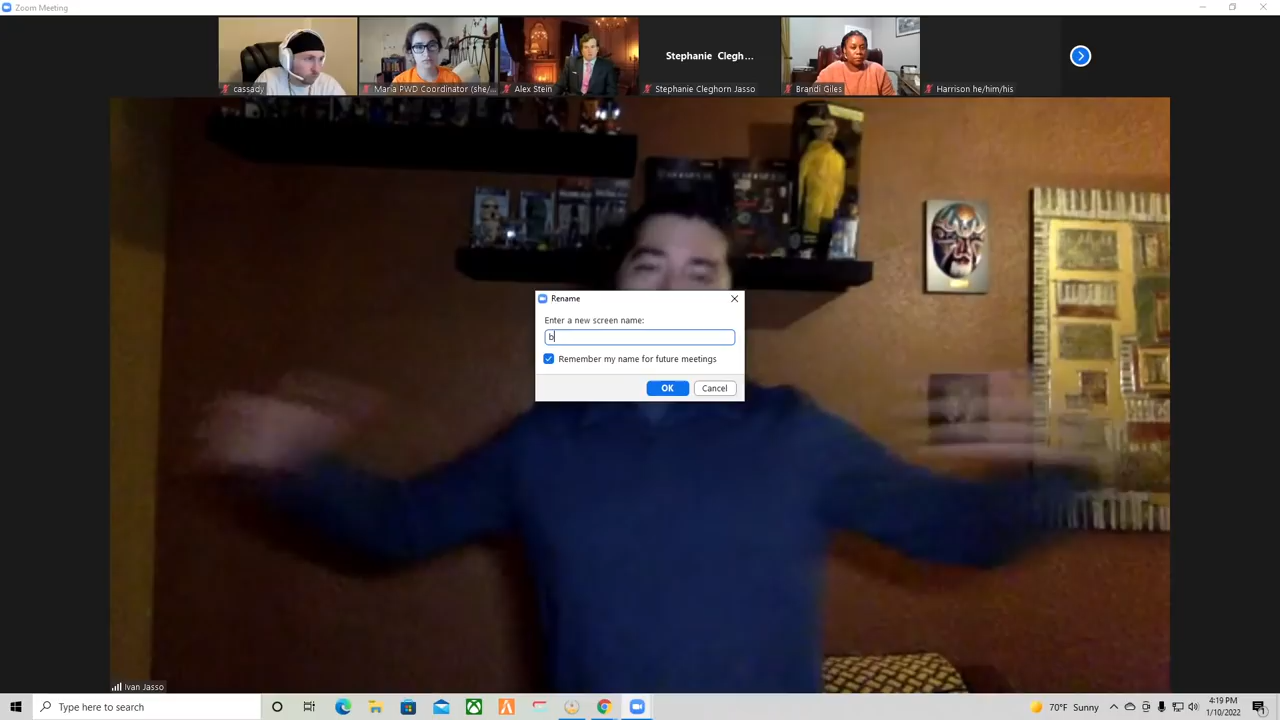 Zoom Meeting
Stephanie Clegh...
cassady
Maria PWD Coordinator (she/...
Alex Stein
Stephanie Cleghorn Jasso
Brandi Giles
Harrison he/him/his
Rename
Enter a new screen name:
b
Remember my name for future meetings
OK
Cancel
Ivan Jasso
Type here to search
70°F Sunny
4:19 PM
1/10/2022